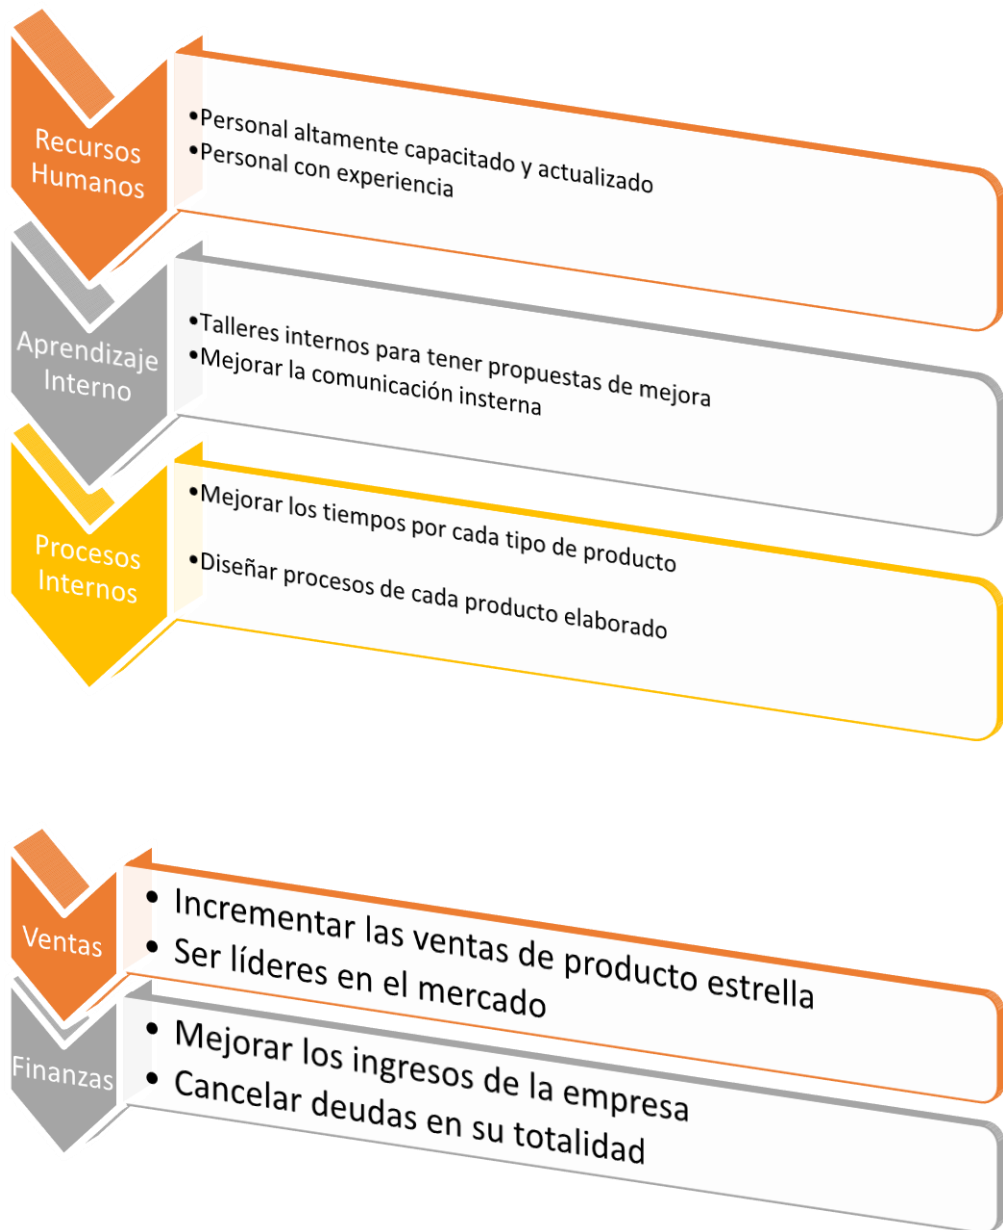 Recursos
Humanos
•Personal altamente capacitado y actualizado
•Personal con experiencia
Aprendizaje
Interno
•Talleres internos para tener propuestas de mejora
•Mejorar la comunicación insterna
Procesos
Internos
•Mejorar los tiempos por cada tipo de producto
•Diseñar procesos de cada producto elaborado
Ventas
• Incrementar las ventas de producto estrella
• Ser líderes en el mercado
Finanzas
• Mejorar los ingresos de la empresa
• Cancelar deudas en su totalidad